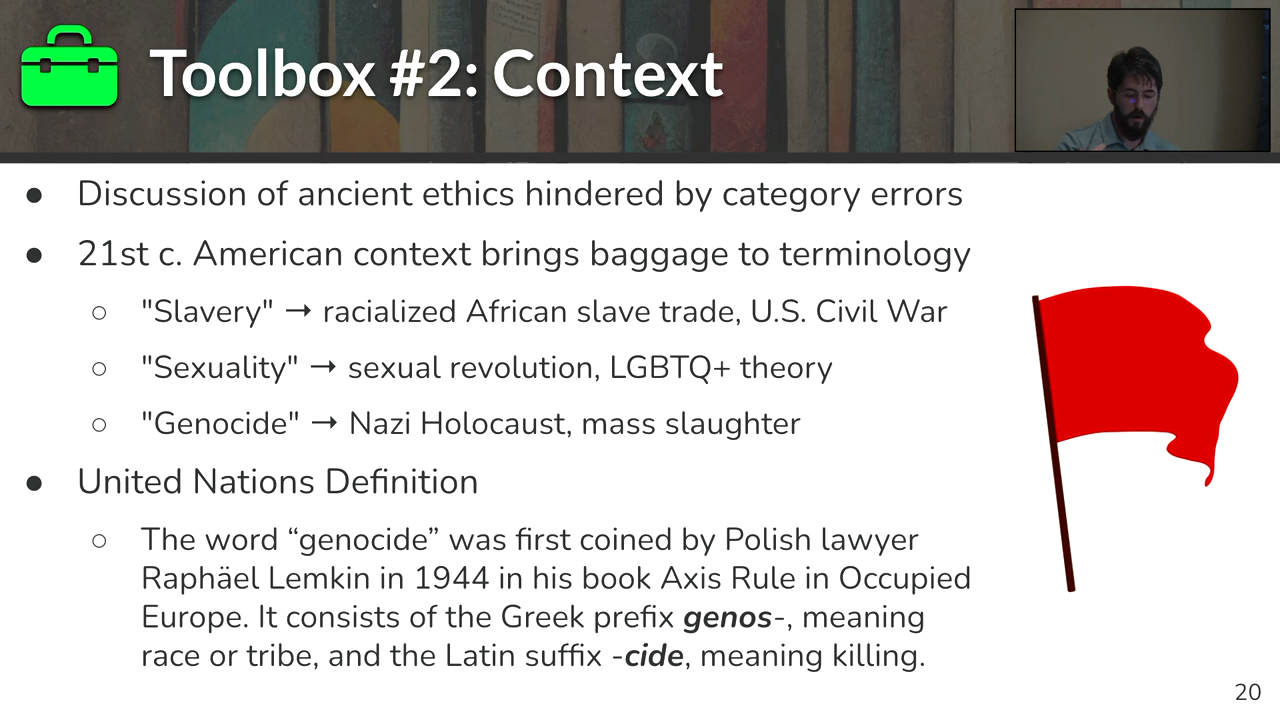 Toolbox #2: Context
● Discussion of ancient ethics hindered by category errors
● 21st c. American context brings baggage to terminology
○ "Slavery" → racialized African slave trade, U.S. Civil War
○ "Sexuality" → sexual revolution, LGBTQ+ theory
○ "Genocide" → Nazi Holocaust, mass slaughter
● United Nations Definition
○ The word “genocide” was first coined by Polish lawyer
Raphäel Lemkin in 1944 in his book Axis Rule in Occupied
Europe. It consists of the Greek prefix genos-, meaning
race or tribe, and the Latin suffix -cide, meaning killing.
20